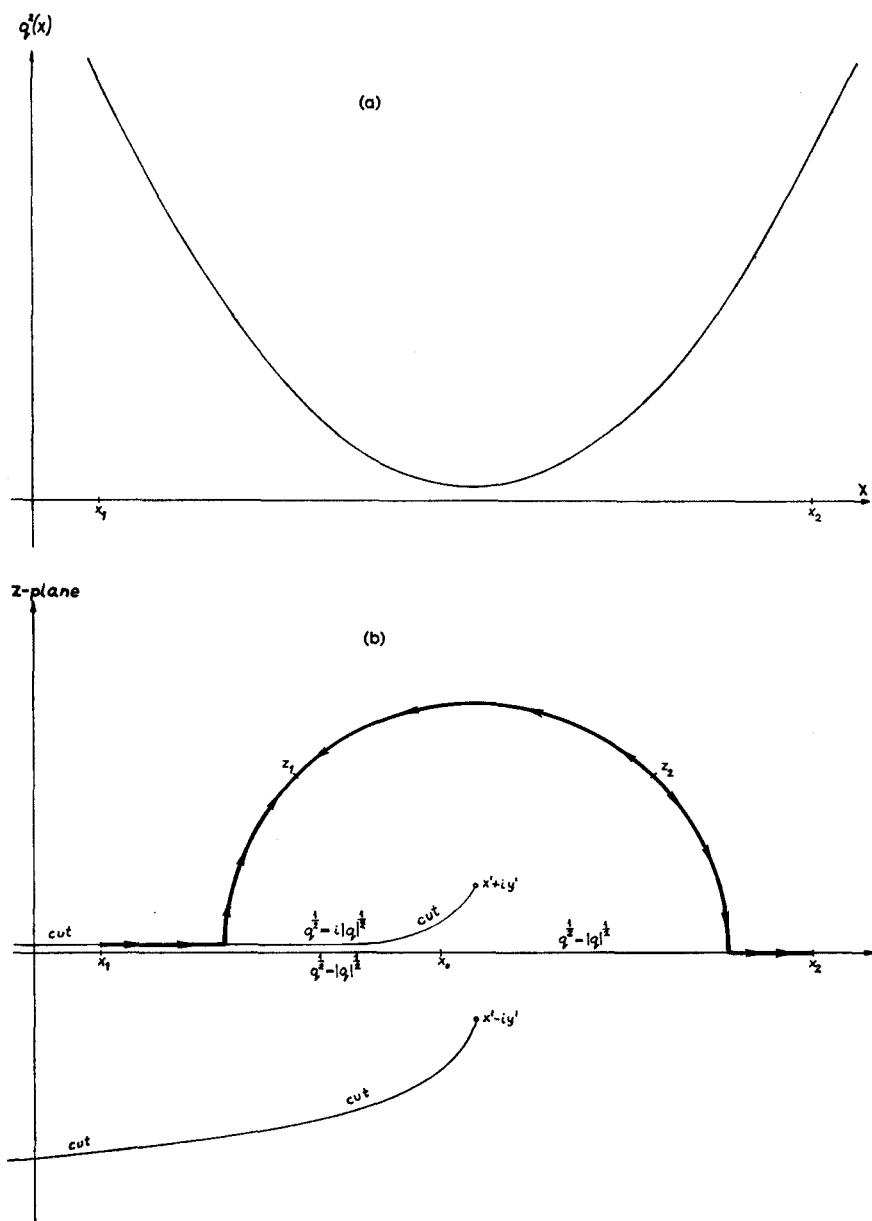 q²(x)
(a)
X
x₁
x₂
z-plane
(b)
z₁
z₂
x'+iy'
cut
q^½=i|q|^½
cut
q^½=|q|^½
x₁
q^½=|q|^½
x₀
x₂
x'-iy'
cut
cut